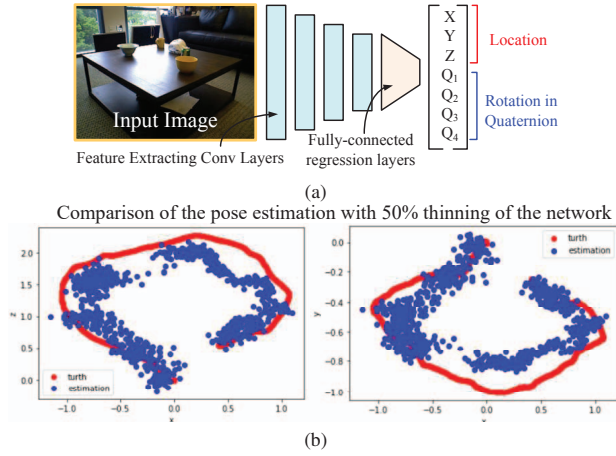 Input Image
Feature Extracting Conv Layers
Fully-connected
regression layers
X
Y
Z
Q1
Q2
Q3
Q4
Location
Rotation in
Quaternion
(a)
Comparison of the pose estimation with 50% thinning of the network
2.0
1.5
1.0
0.5
0.0
z
turth
estimation
-1.0
-0.5
0.0
0.5
1.0
x
0.0
-0.2
-0.4
-0.6
-0.8
-1.0
y
turth
estimation
-1.0
-0.5
0.0
0.5
1.0
x
(b)